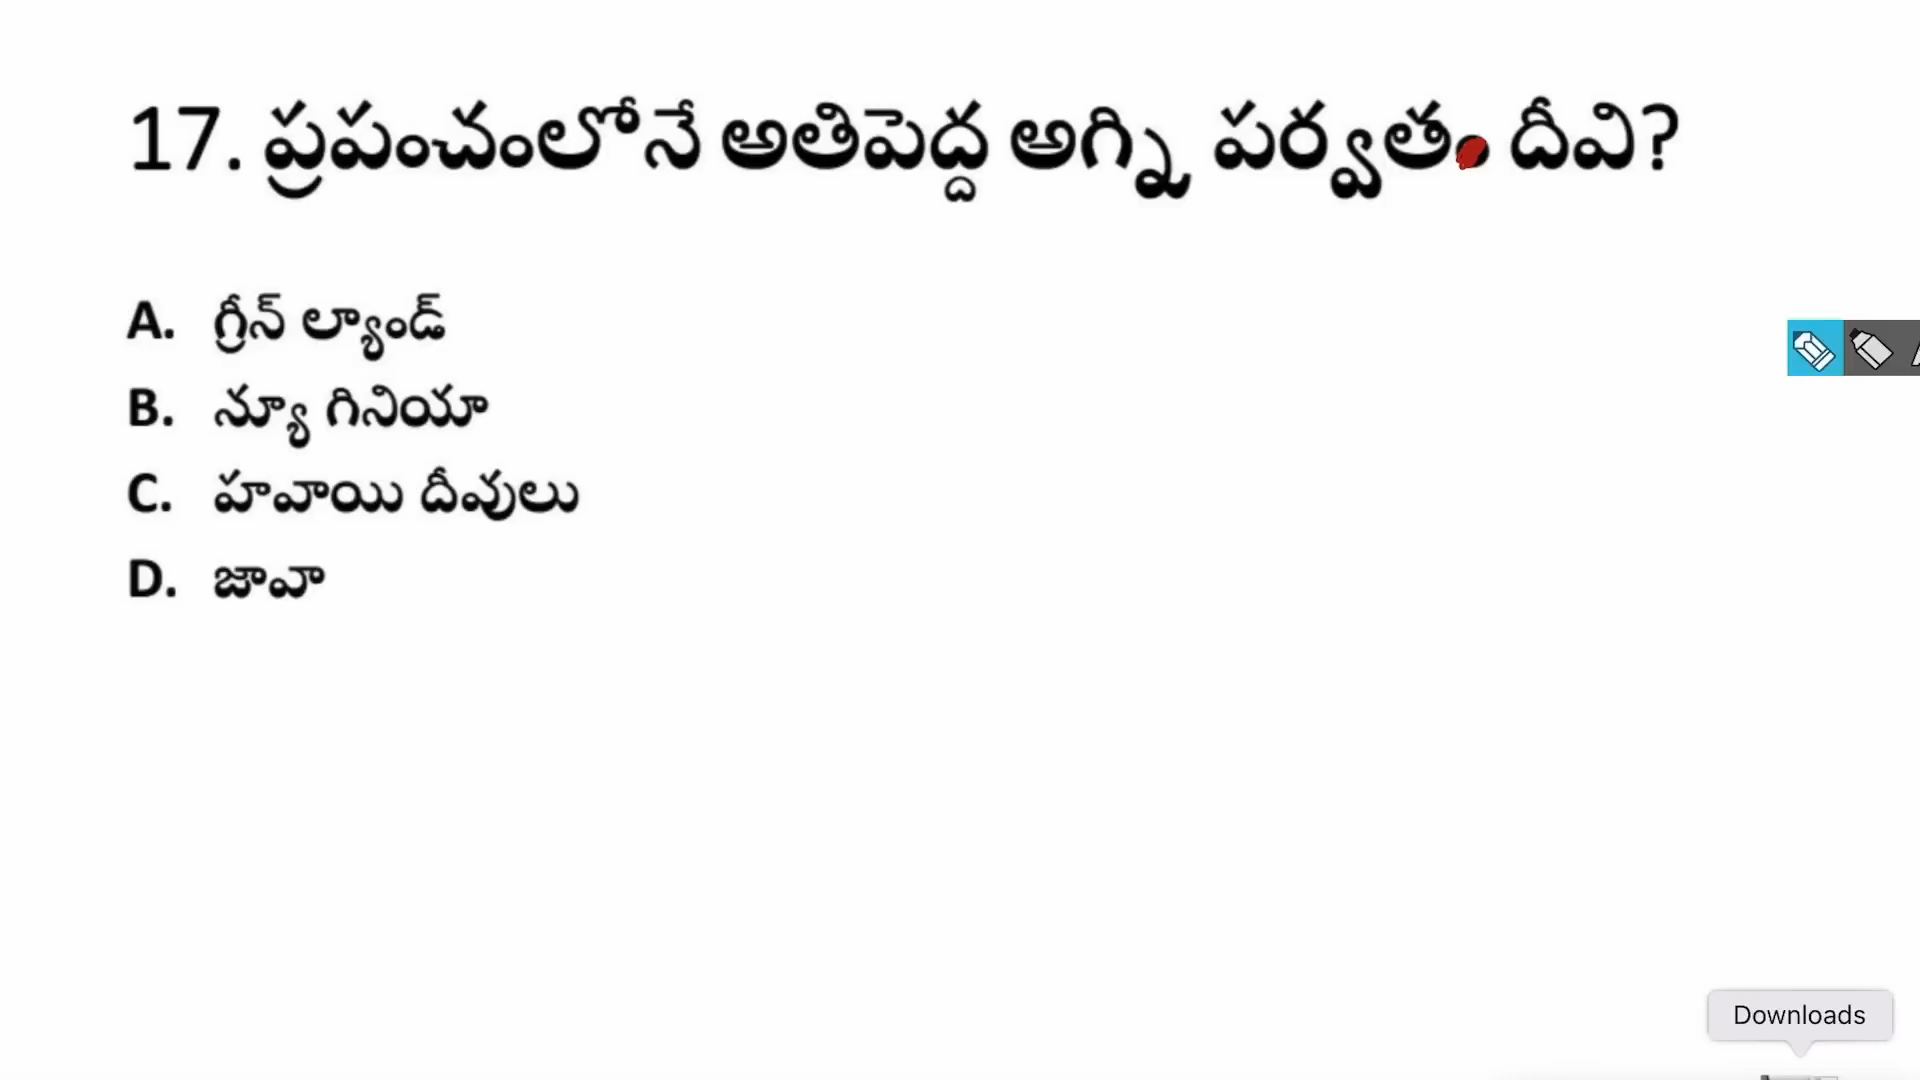 17. ప్రపంచంలోనే అతిపెద్ద అగ్ని పర్వతం దీవి?
A. గ్రీన్ ల్యాండ్
B. న్యూ గినియా
C. హవాయి దీవులు
D. జావా
Downloads